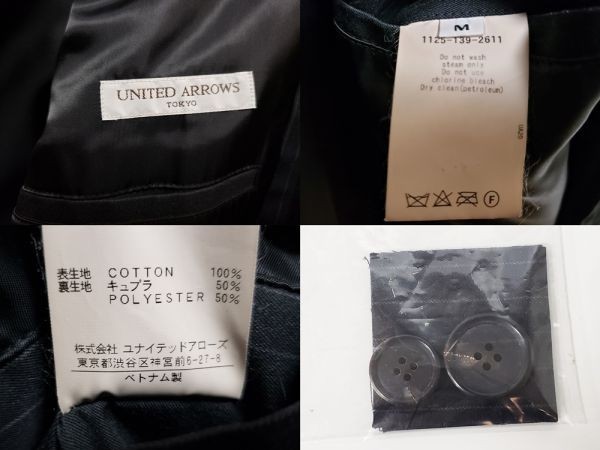 UNITED ARROWS
TOKYO
M
1125-139-2611
Do not wash
steam only
Do not use
chlorine bleach
Dry clean(petroleum)
UA20
F
表生地 COTTON 100%
裏生地 キュプラ 50%
POLYESTER 50%
株式会社 ユナイテッドアローズ
東京都渋谷区神宮前6-27-8
ベトナム製